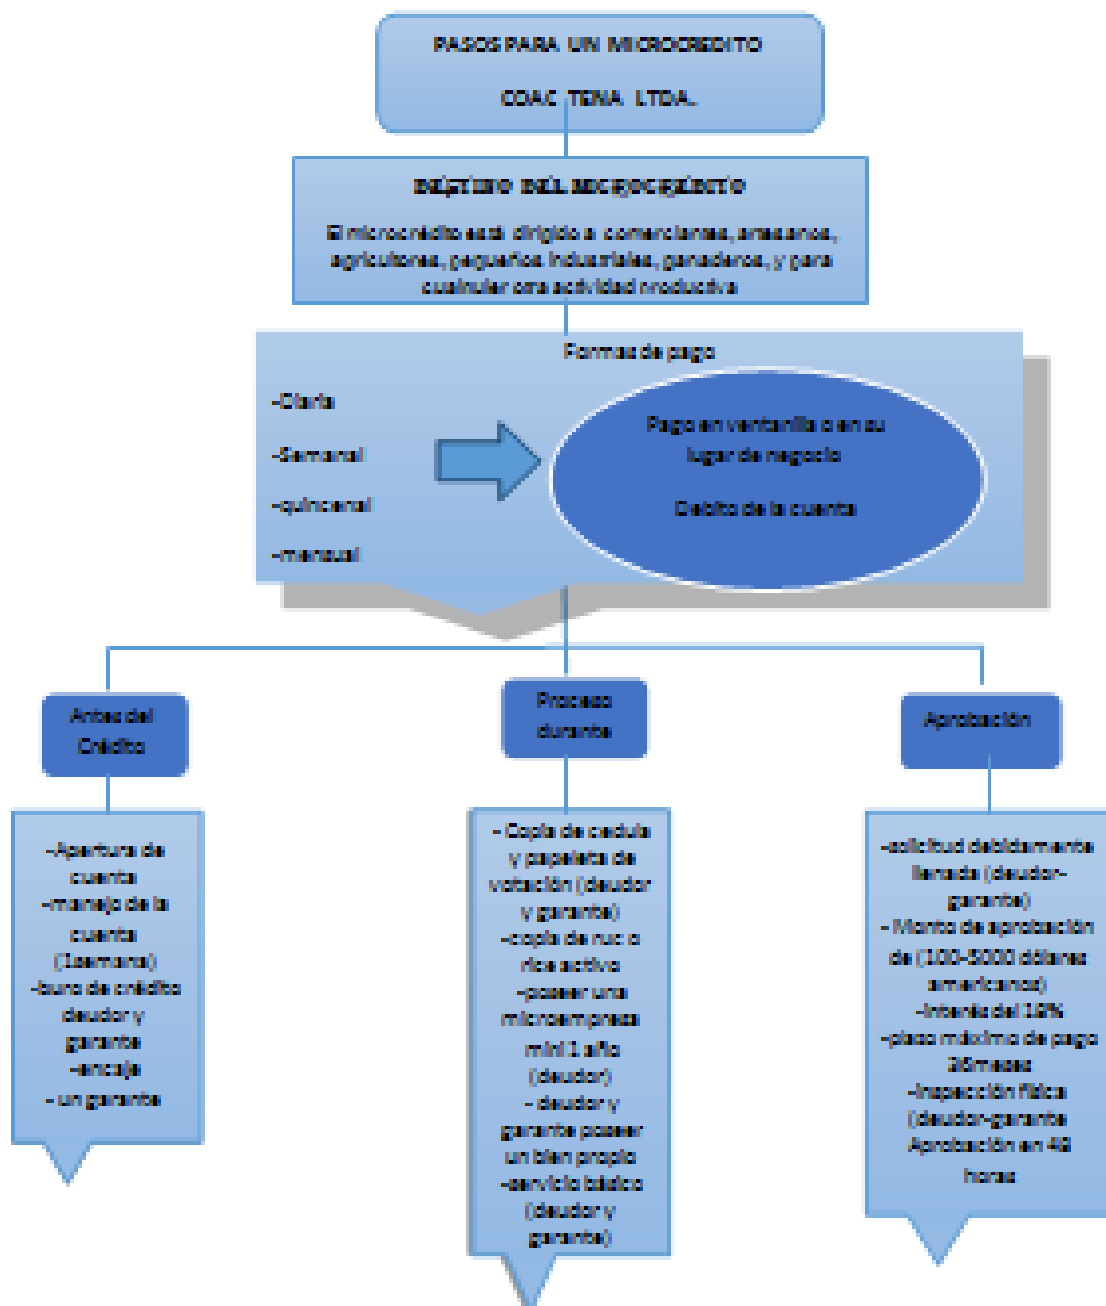 PASOS PARA UN MICROCREDITO
COAC TENA LTDA.
DESTINO DEL MICROCRÉDITO
El microcrédito está dirigido a comerciantes, artesanos,
agricultores, pequeños industriales, ganaderos, y para
cualquier otra actividad productiva
Formas de pago
-Diaria
-Semanal
-quincenal
-mensual
Pago en ventanilla o en su
lugar de negocio
Debito de la cuenta
Antes del
Crédito
-Apertura de
cuenta
-manejo de la
cuenta
(1semana)
-buro de crédito
deudor y
garante
-encaje
- un garante
Proceso
durante
- Copia de cedula
y papeleta de
votación (deudor
y garante)
-copia de ruc o
rice activo
-poseer una
microempresa
mini 1 año
(deudor)
- deudor y
garante poseer
un bien propio
-servicio básico
(deudor y
garante)
Aprobación
-solicitud debidamente
llenada (deudor-
garante)
- Monto de aprobación
de (100-5000 dólares
americanos)
-Interés del
-plazo máximo de pago
36meses
-Inspección física
(deudor-garante
Aprobación en 48
horas